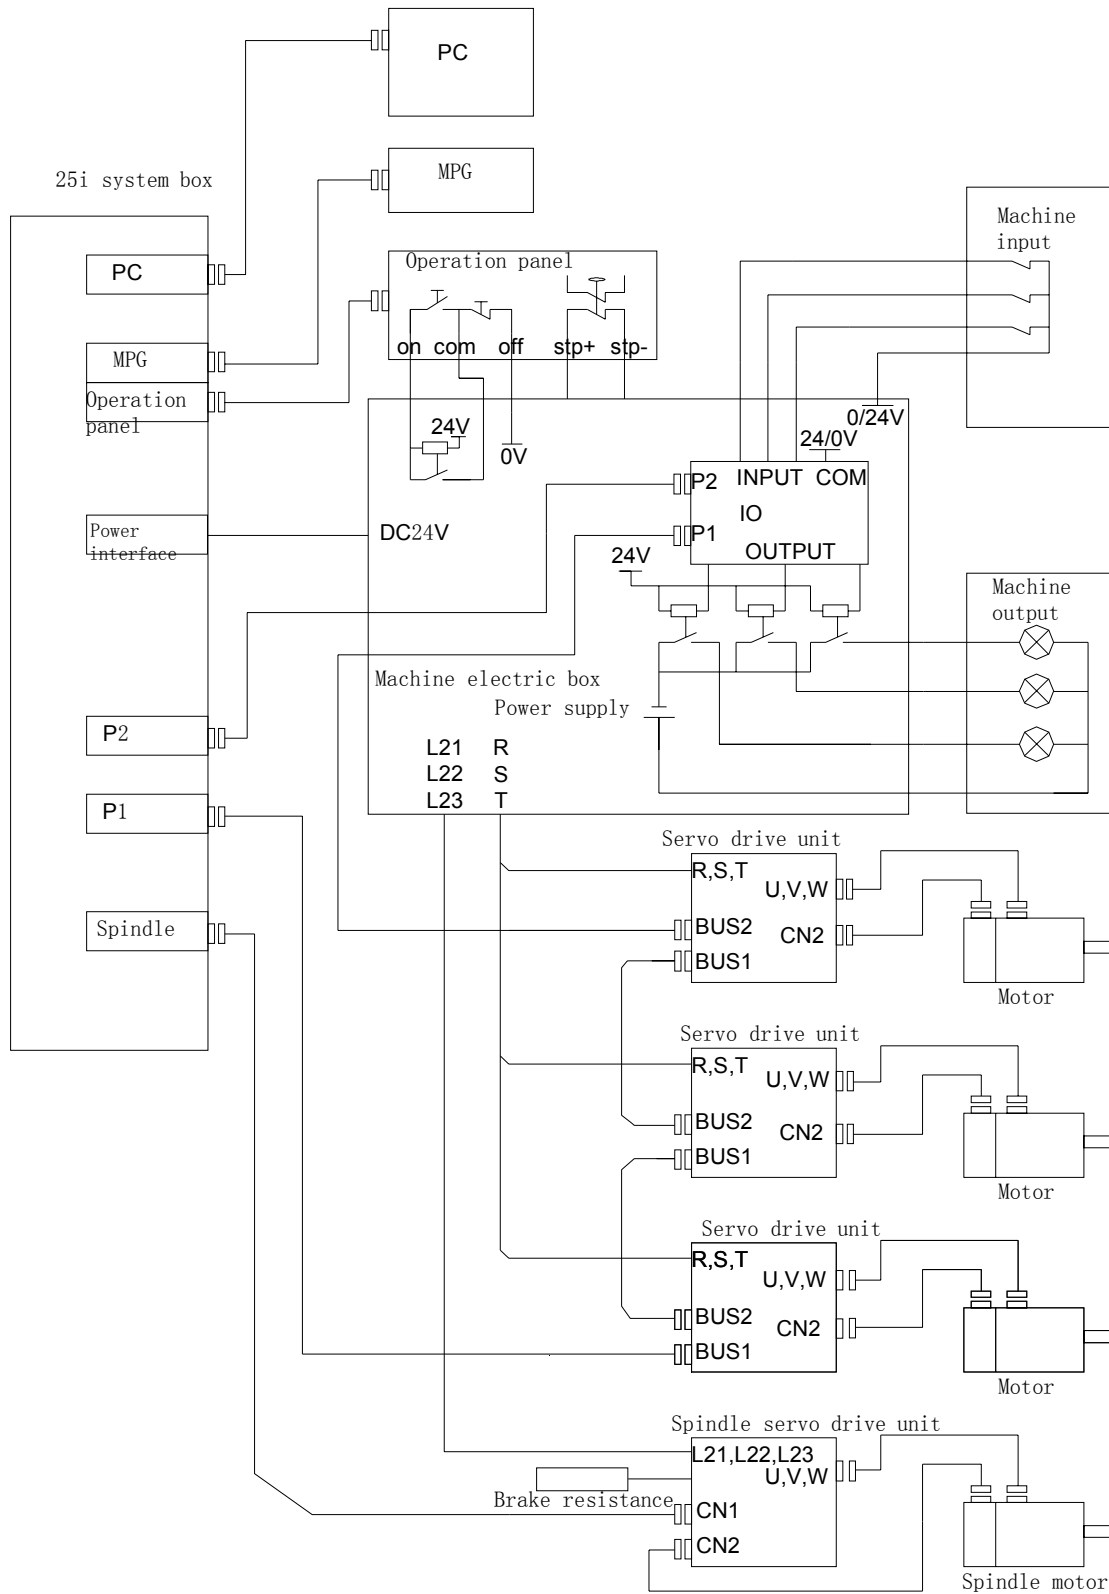 PC
MPG
25i system box
Machine
input
Operation panel
PC
on com off stp+ stp-
MPG
Operation
panel
0/24V
24V
24/0V
0V
P2 INPUT COM
IO
Power
interface
DC24V
P1
OUTPUT
24V
Machine
output
Machine electric box
Power supply
P2
L21 R
L22 S
L23 T
P1
Servo drive unit
R,S,T
U,V,W
Spindle
BUS2
CN2
BUS1
Motor
Servo drive unit
R,S,T
U,V,W
BUS2
CN2
BUS1
Motor
Servo drive unit
R,S,T
U,V,W
BUS2
CN2
BUS1
Motor
Spindle servo drive unit
L21,L22,L23
U,V,W
Brake resistance
CN1
CN2
Spindle motor